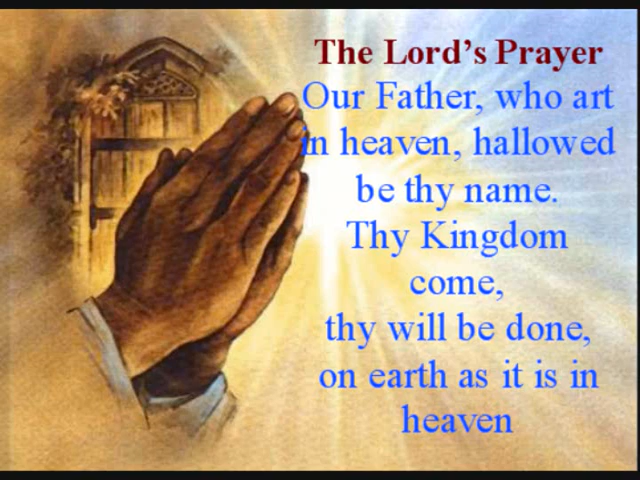 The Lord’s Prayer
Our Father, who art
in heaven, hallowed
be thy name.
Thy Kingdom
come,
thy will be done,
on earth as it is in
heaven